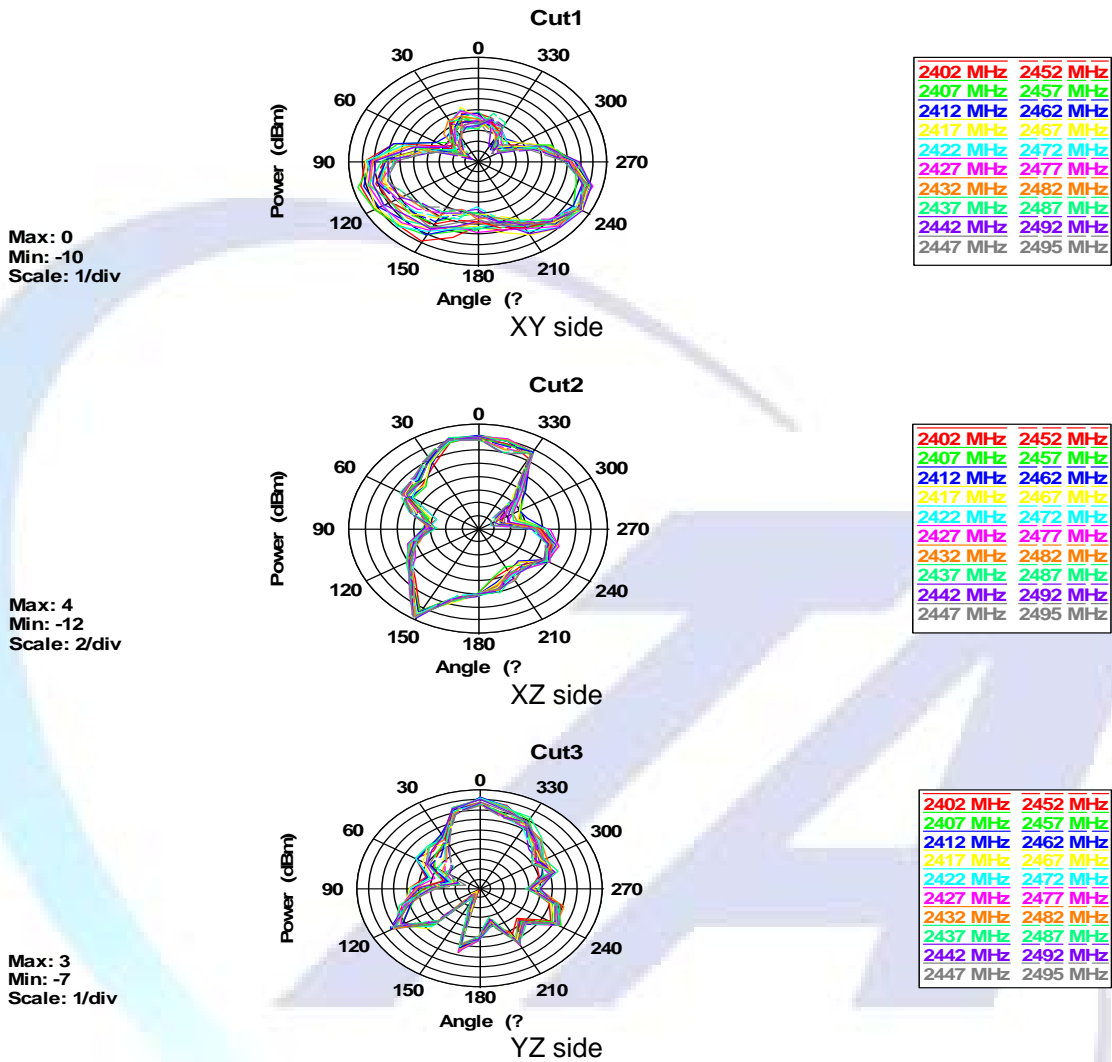 Cut1
0
30 330
60 300
90 270
120 240
150 210
180
Power (dBm)
Angle (?
XY side
Max: 0
Min: -10
Scale: 1/div
2402 MHz 2452 MHz
2407 MHz 2457 MHz
2412 MHz 2462 MHz
2417 MHz 2467 MHz
2422 MHz 2472 MHz
2427 MHz 2477 MHz
2432 MHz 2482 MHz
2437 MHz 2487 MHz
2442 MHz 2492 MHz
2447 MHz 2495 MHz
Cut2
0
30 330
60 300
90 270
120 240
150 210
180
Power (dBm)
Angle (?
XZ side
Max: 4
Min: -12
Scale: 2/div
2402 MHz 2452 MHz
2407 MHz 2457 MHz
2412 MHz 2462 MHz
2417 MHz 2467 MHz
2422 MHz 2472 MHz
2427 MHz 2477 MHz
2432 MHz 2482 MHz
2437 MHz 2487 MHz
2442 MHz 2492 MHz
2447 MHz 2495 MHz
Cut3
0
30 330
60 300
90 270
120 240
150 210
180
Power (dBm)
Angle (?
YZ side
Max: 3
Min: -7
Scale: 1/div
2402 MHz 2452 MHz
2407 MHz 2457 MHz
2412 MHz 2462 MHz
2417 MHz 2467 MHz
2422 MHz 2472 MHz
2427 MHz 2477 MHz
2432 MHz 2482 MHz
2437 MHz 2487 MHz
2442 MHz 2492 MHz
2447 MHz 2495 MHz